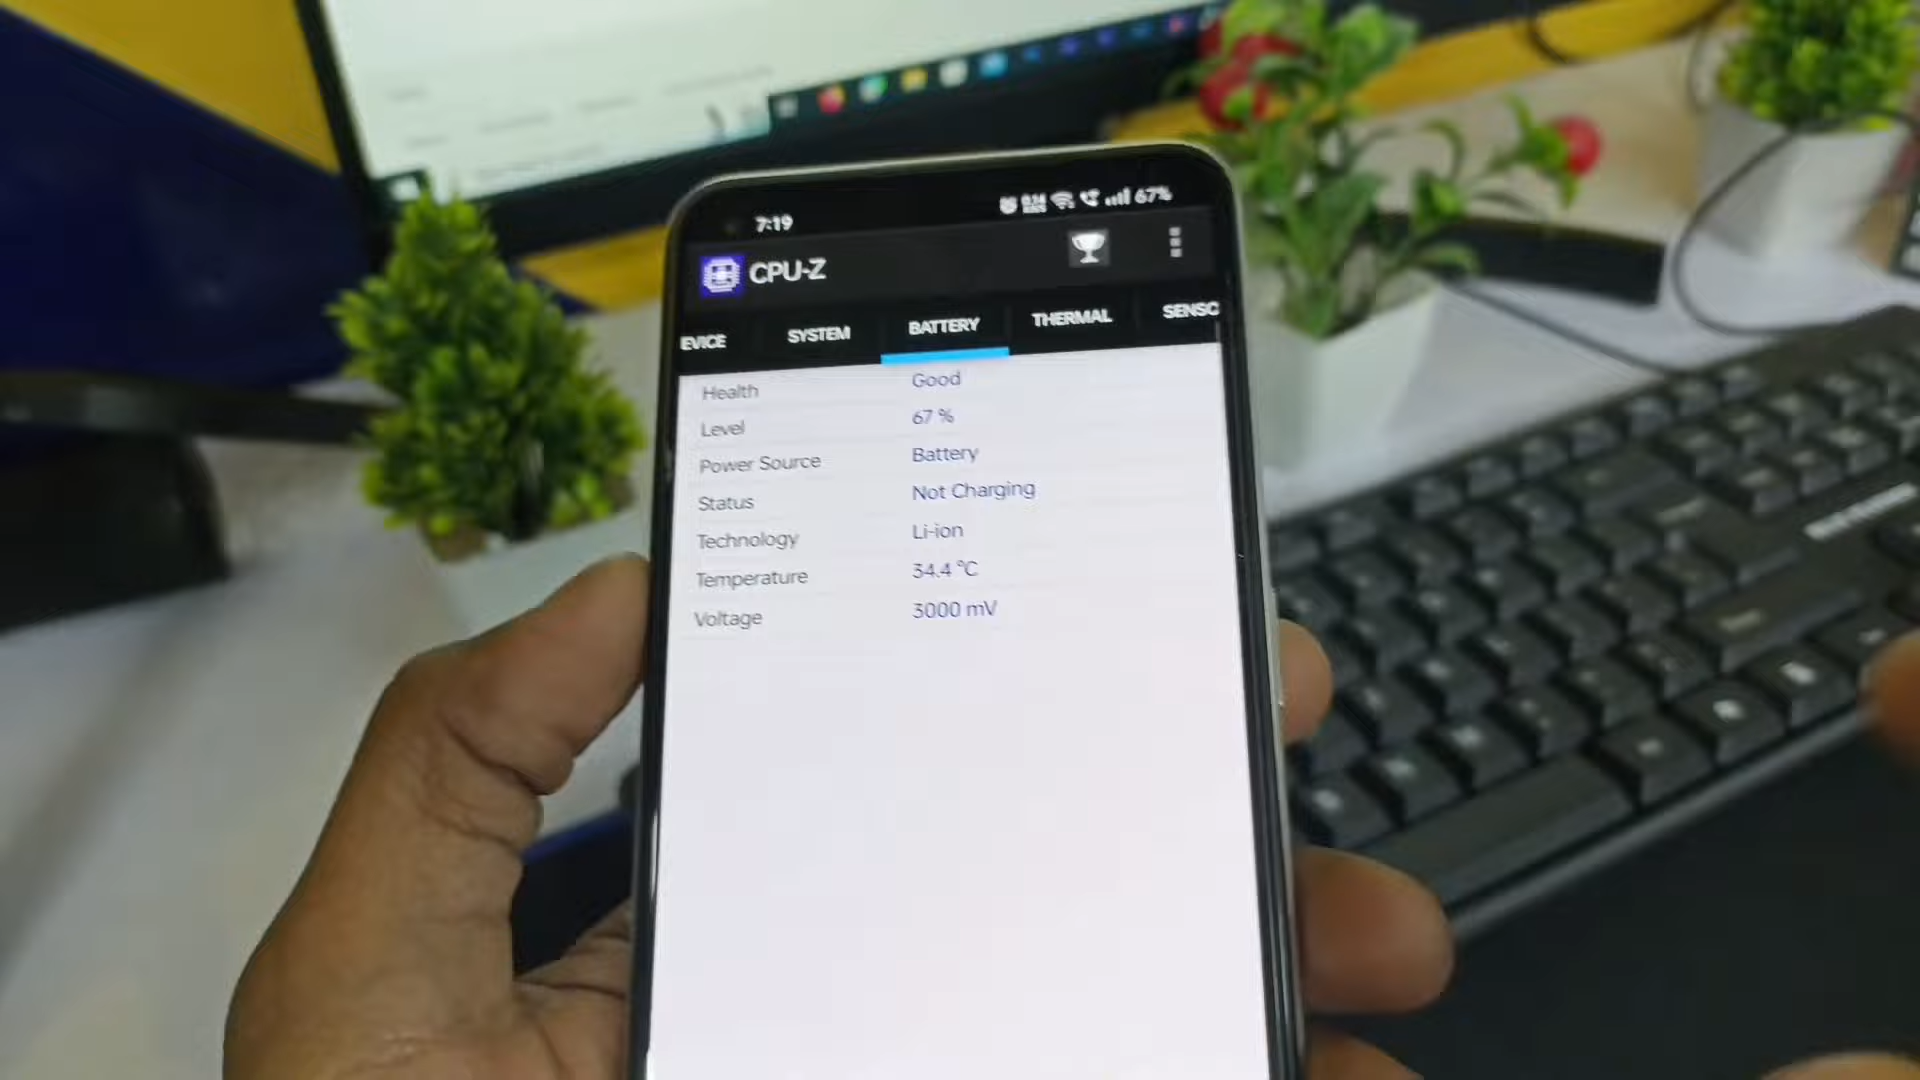 7:19 67%
CPU-Z
EVICE SYSTEM BATTERY THERMAL SENSO
Health Good
Level 67 %
Power Source Battery
Status Not Charging
Technology Li-ion
Temperature 34.4 °C
Voltage 3000 mV